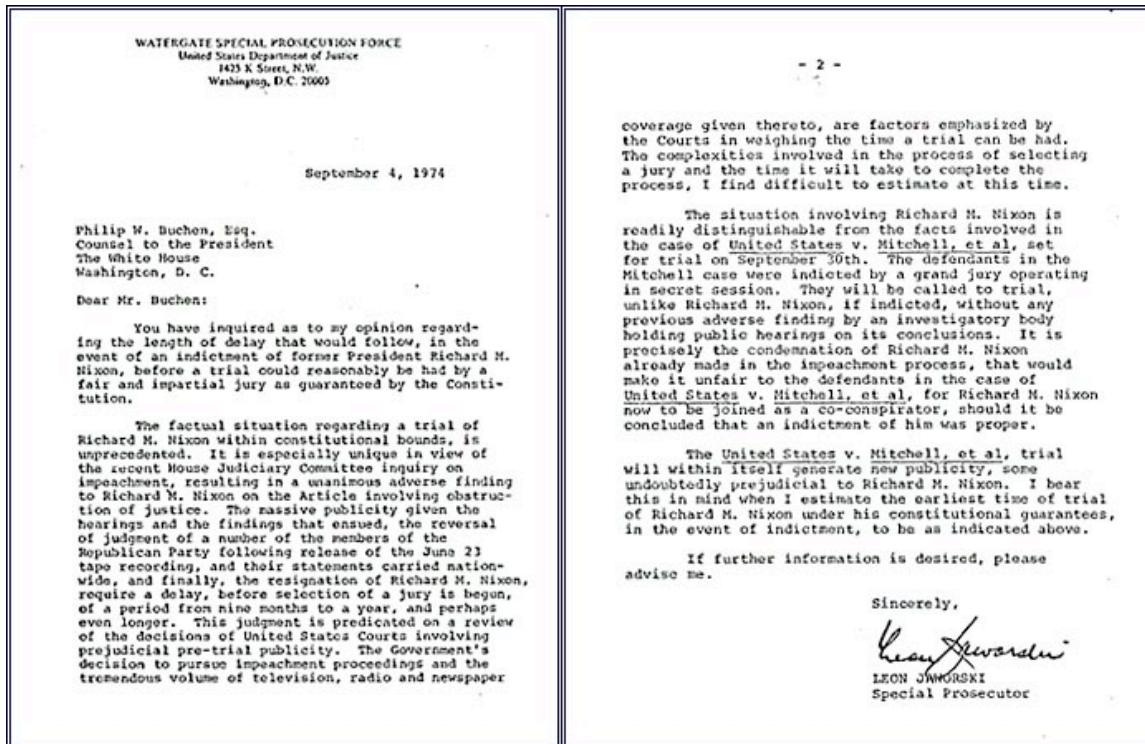 WATERGATE SPECIAL PROSECUTION FORCE
United States Department of Justice
1425 K Street, N.W.
Washington, D.C. 20005
September 4, 1974
Philip W. Buchen, Esq.
Counsel to the President
The White House
Washington, D. C.
Dear Mr. Buchen:
You have inquired as to my opinion regard-
ing the length of delay that would follow, in the
event of an indictment of former President Richard M.
Nixon, before a trial could reasonably be had by a
fair and impartial jury as guaranteed by the Consti-
tution.
The factual situation regarding a trial of
Richard M. Nixon within constitutional bounds, is
unprecedented. It is especially unique in view of
the recent House Judiciary Committee inquiry on
impeachment, resulting in a unanimous adverse finding
to Richard M. Nixon on the Article involving obstruc-
tion of justice. The massive publicity given the
hearings and the findings that ensued, the reversal
of judgment of a number of the members of the
Republican Party following release of the June 23
tape recording, and their statements carried nation-
wide, and finally, the resignation of Richard M. Nixon,
require a delay, before selection of a jury is begun,
of a period from nine months to a year, and perhaps
even longer. This judgment is predicated on a review
of the decisions of United States Courts involving
prejudicial pre-trial publicity. The Government's
decision to pursue impeachment proceedings and the
tremendous volume of television, radio and newspaper
- 2 -
coverage given thereto, are factors emphasized by
the Courts in weighing the time a trial can be had.
The complexities involved in the process of selecting
a jury and the time it will take to complete the
process, I find difficult to estimate at this time.
The situation involving Richard M. Nixon is
readily distinguishable from the facts involved in
the case of United States v. Mitchell, et al, set
for trial on September 30th. The defendants in the
Mitchell case were indicted by a grand jury operating
in secret session. They will be called to trial,
unlike Richard M. Nixon, if indicted, without any
previous adverse finding by an investigatory body
holding public hearings on its conclusions. It is
precisely the condemnation of Richard M. Nixon
already made in the impeachment process, that would
make it unfair to the defendants in the case of
United States v. Mitchell, et al, for Richard M. Nixon
now to be joined as a co-conspirator, should it be
concluded that an indictment of him was proper.
The United States v. Mitchell, et al, trial
will within itself generate new publicity, some
undoubtedly prejudicial to Richard M. Nixon. I bear
this in mind when I estimate the earliest time of trial
of Richard M. Nixon under his constitutional guarantees,
in the event of indictment, to be as indicated above.
If further information is desired, please
advise me.
Sincerely,
Leon Jaworski
LEON JAWORSKI
Special Prosecutor